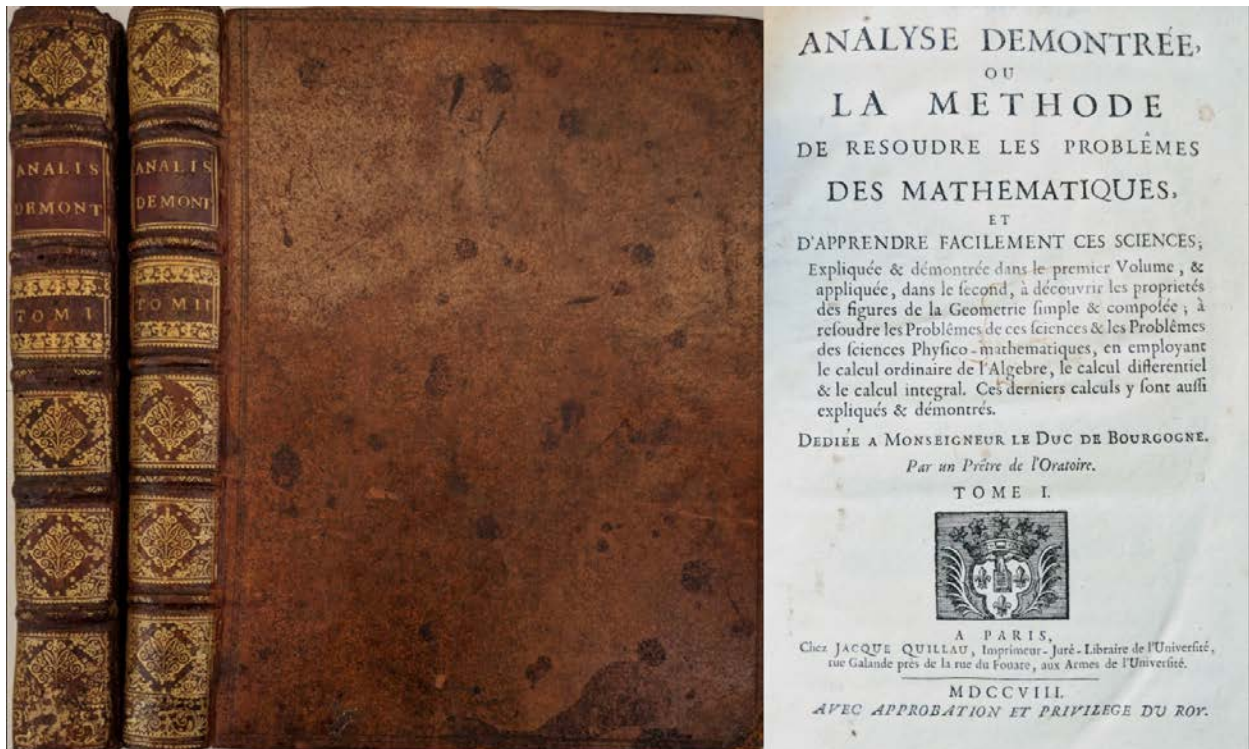 ANALIS
DEMONT
TOM I
ANALIS
DEMONT
TOM II
ANALYSE DEMONTRÉE,
OU
LA METHODE
DE RESOUDRE LES PROBLÊMES
DES MATHEMATIQUES,
ET
D'APPRENDRE FACILEMENT CES SCIENCES;
Expliquée & démontrée dans le premier Volume, &
appliquée, dans le ſecond, à découvrir les proprietés
des figures de la Geometrie ſimple & compoſée; à
reſoudre les Problêmes de ces ſciences & les Problêmes
des ſciences Phyſico-mathematiques, en employant
le calcul ordinaire de l'Algebre, le calcul differentiel
& le calcul integral. Ces derniers calculs y ſont auſſi
expliqués & démontrés.
DEDIÉE A MONSEIGNEUR LE DUC DE BOURGOGNE.
Par un Prêtre de l'Oratoire.
TOME I.
A PARIS,
Chez JACQUE QUILLAU, Imprimeur-Juré-Libraire de l'Univerſité,
rue Galande près de la rue du Fouare, aux Armes de l'Univerſité.
MDCCVIII.
AVEC APPROBATION ET PRIVILEGE DU ROY.